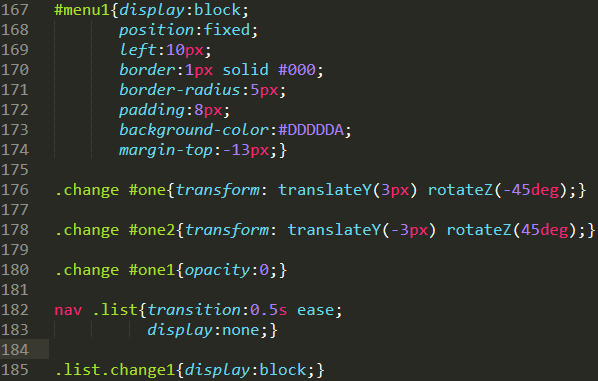 167 #menu1{display:block;
168 position:fixed;
169 left:10px;
170 border:1px solid #000;
171 border-radius:5px;
172 padding:8px;
173 background-color:#DDDDDA;
174 margin-top:-13px;}
175
176 .change #one{transform: translateY(3px) rotateZ(-45deg);}
177
178 .change #one2{transform: translateY(-3px) rotateZ(45deg);}
179
180 .change #one1{opacity:0;}
181
182 nav .list{transition:0.5s ease;
183 display:none;}
184
185 .list.change1{display:block;}